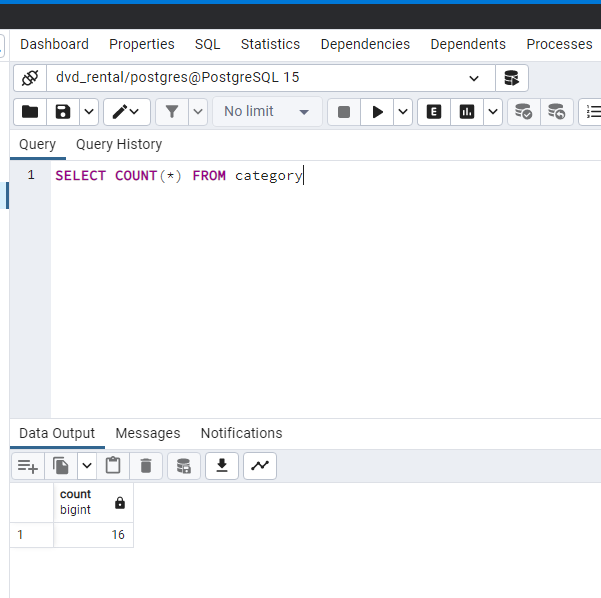 Dashboard Properties SQL Statistics Dependencies Dependents Processes
dvd_rental/postgres@PostgreSQL 15
No limit E
Query Query History
1 SELECT COUNT(*) FROM category
Data Output Messages Notifications
count
bigint
1 16